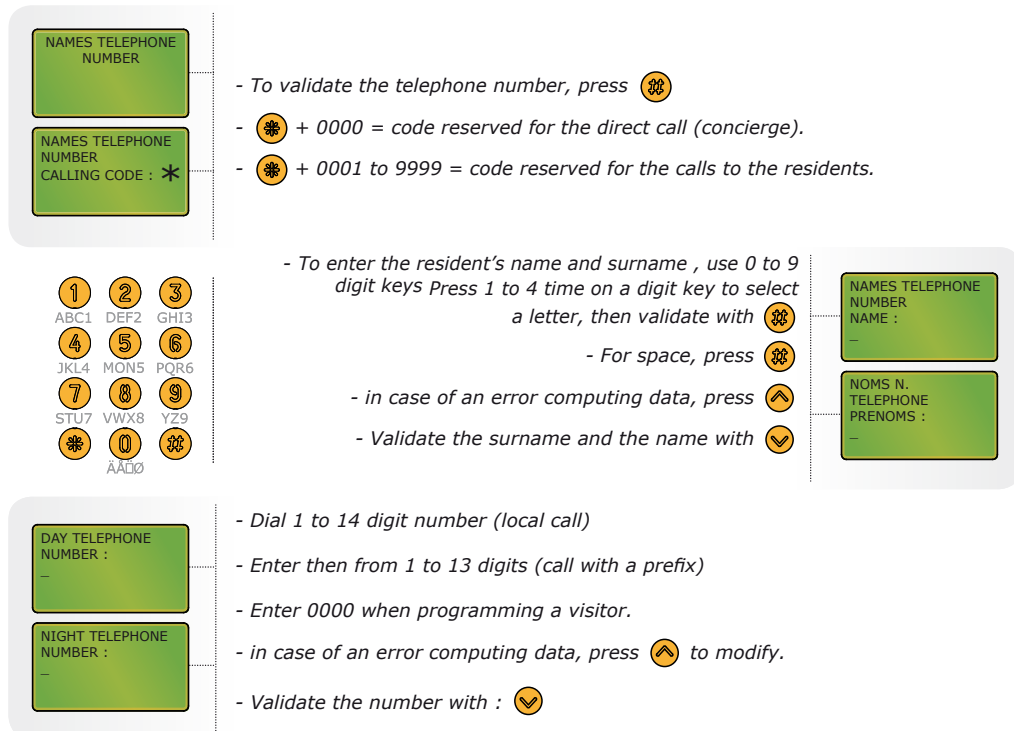 NAMES TELEPHONE
NUMBER
- To validate the telephone number, press #
- * + 0000 = code reserved for the direct call (concierge).
NAMES TELEPHONE
NUMBER
CALLING CODE : *
- * + 0001 to 9999 = code reserved for the calls to the residents.
- To enter the resident's name and surname , use 0 to 9
digit keys Press 1 to 4 time on a digit key to select
a letter, then validate with #
- For space, press #
- in case of an error computing data, press
- Validate the surname and the name with
1 2 3
ABC1 DEF2 GHI3
4 5 6
JKL4 MON5 PQR6
7 8 9
STU7 VWX8 YZ9
* 0 #
ÄÅ□Ø
NAMES TELEPHONE
NUMBER
NAME :
_
NOMS N.
TELEPHONE
PRENOMS :
_
DAY TELEPHONE
NUMBER :
_
NIGHT TELEPHONE
NUMBER :
_
- Dial 1 to 14 digit number (local call)
- Enter then from 1 to 13 digits (call with a prefix)
- Enter 0000 when programming a visitor.
- in case of an error computing data, press to modify.
- Validate the number with :